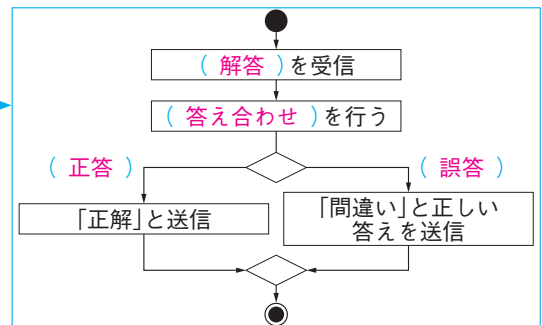 ( 解答 )を受信
( 答え合わせ )を行う
( 正答 )
( 誤答 )
｢正解｣と送信
｢間違い｣と正しい
答えを送信